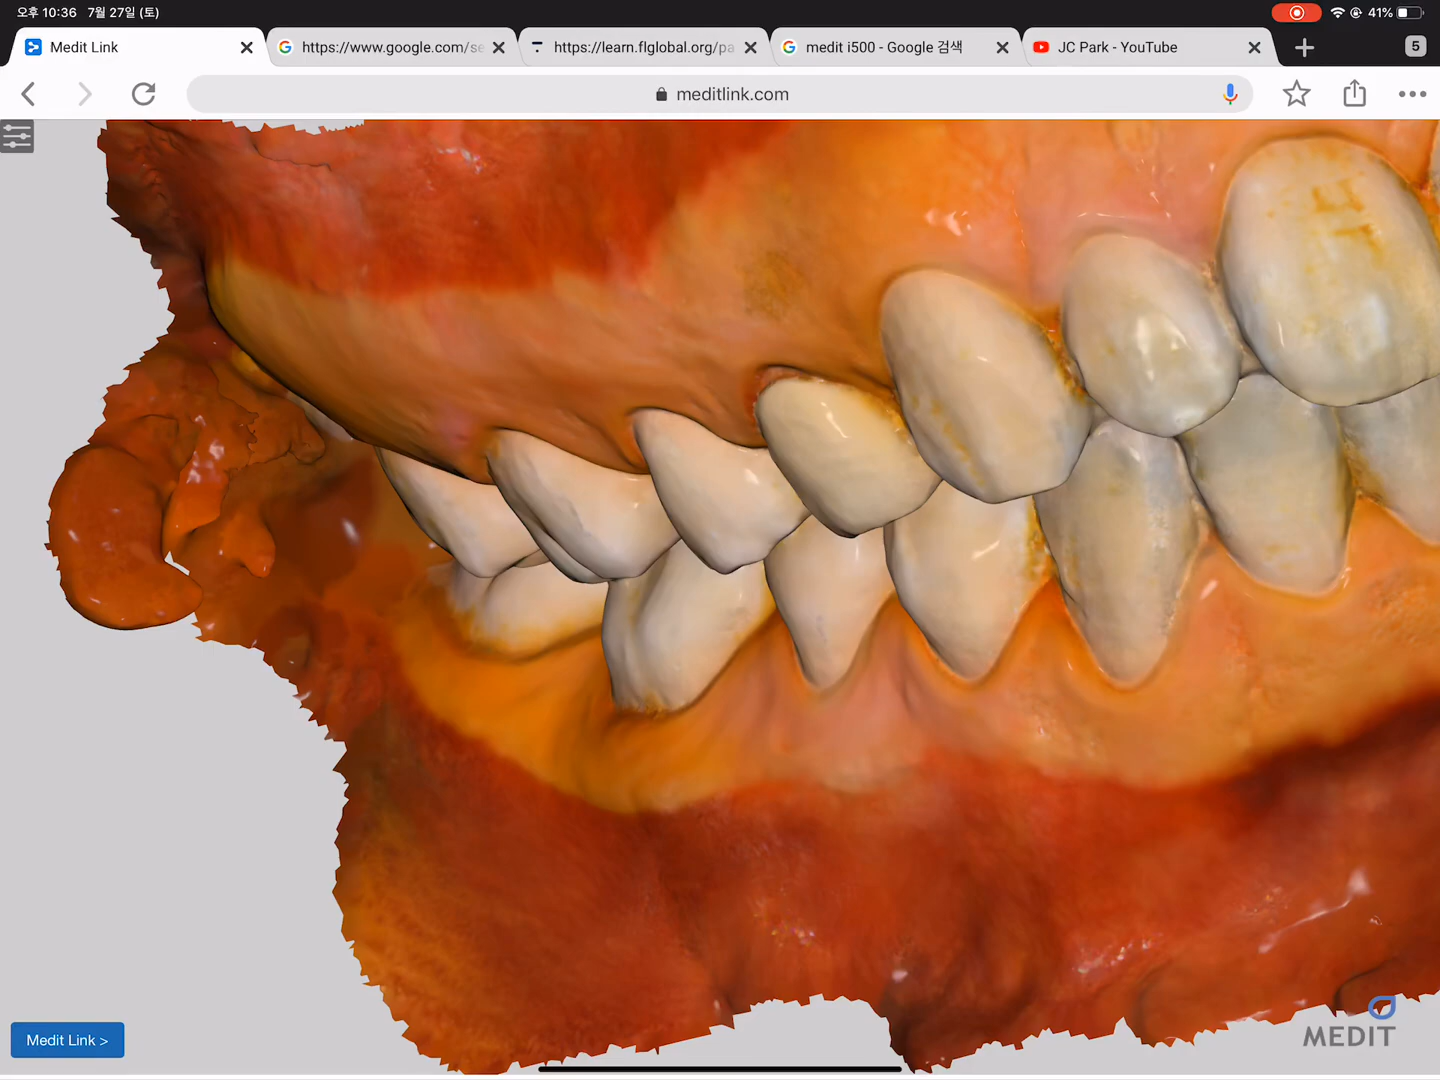 오후 10:36 7월 27일 (토)
41%
Medit Link
https://www.google.com/se
https://learn.flglobal.org/pa
medit i500 - Google 검색
JC Park - YouTube
5
meditlink.com
Medit Link >
MEDIT